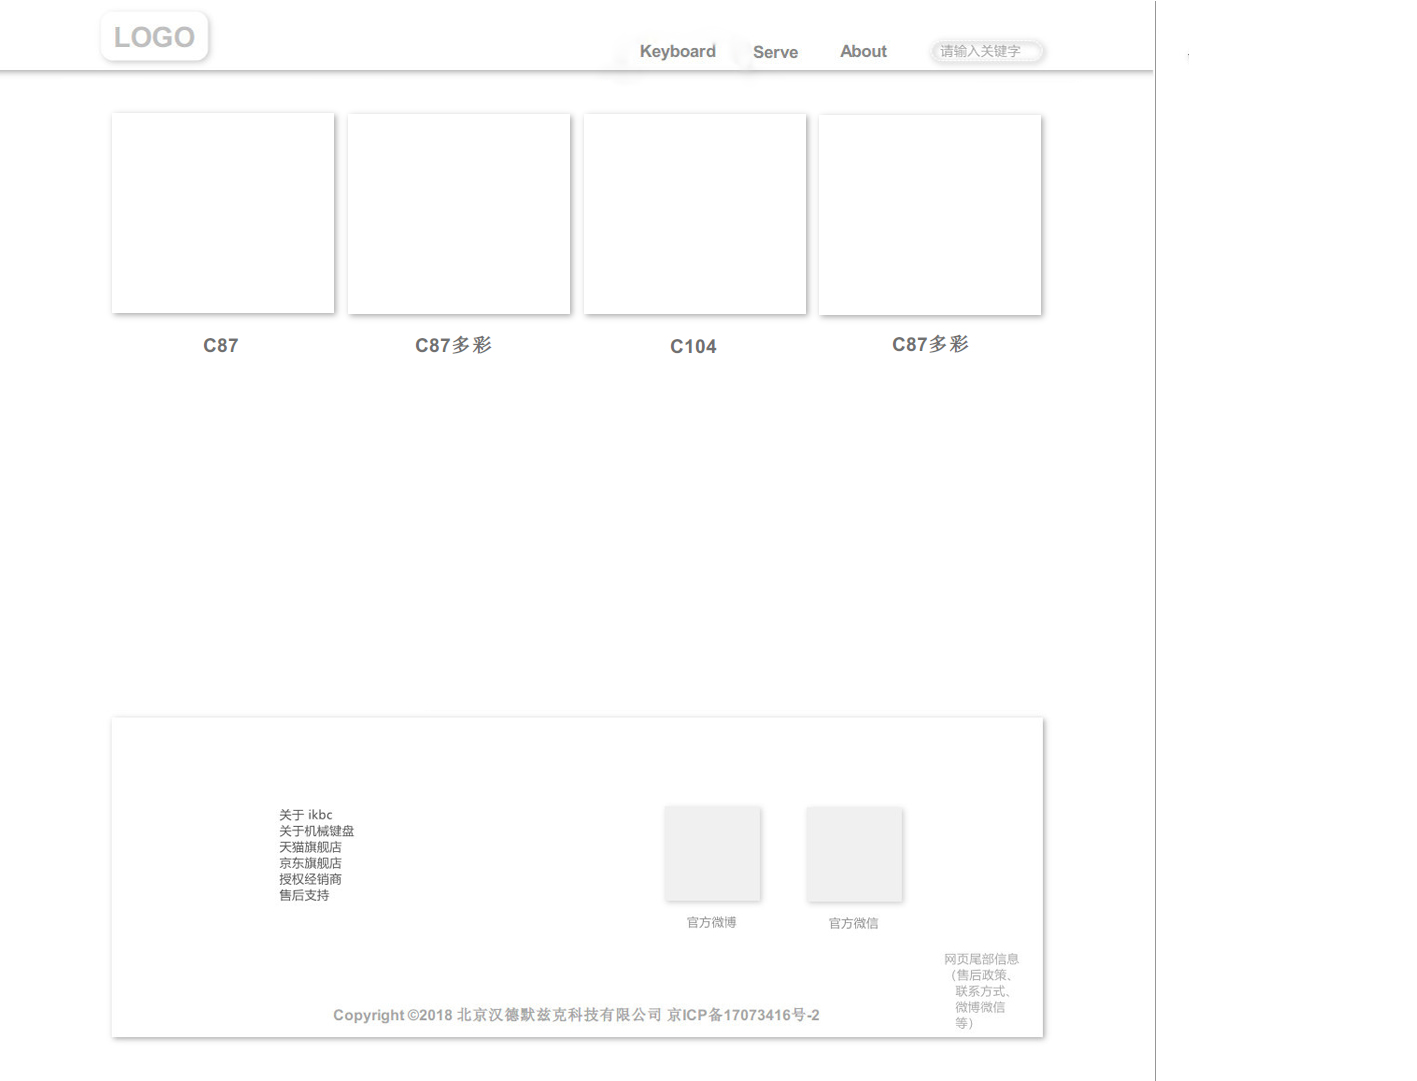 LOGO
Keyboard
Serve
About
请输入关键字
C87
C87多彩
C104
C87多彩
关于 ikbc
关于机械键盘
天猫旗舰店
京东旗舰店
授权经销商
售后支持
官方微博
官方微信
网页尾部信息
（售后政策、
联系方式、
微博微信
等）
Copyright ©2018 北京汉德默兹克科技有限公司 京ICP备17073416号-2